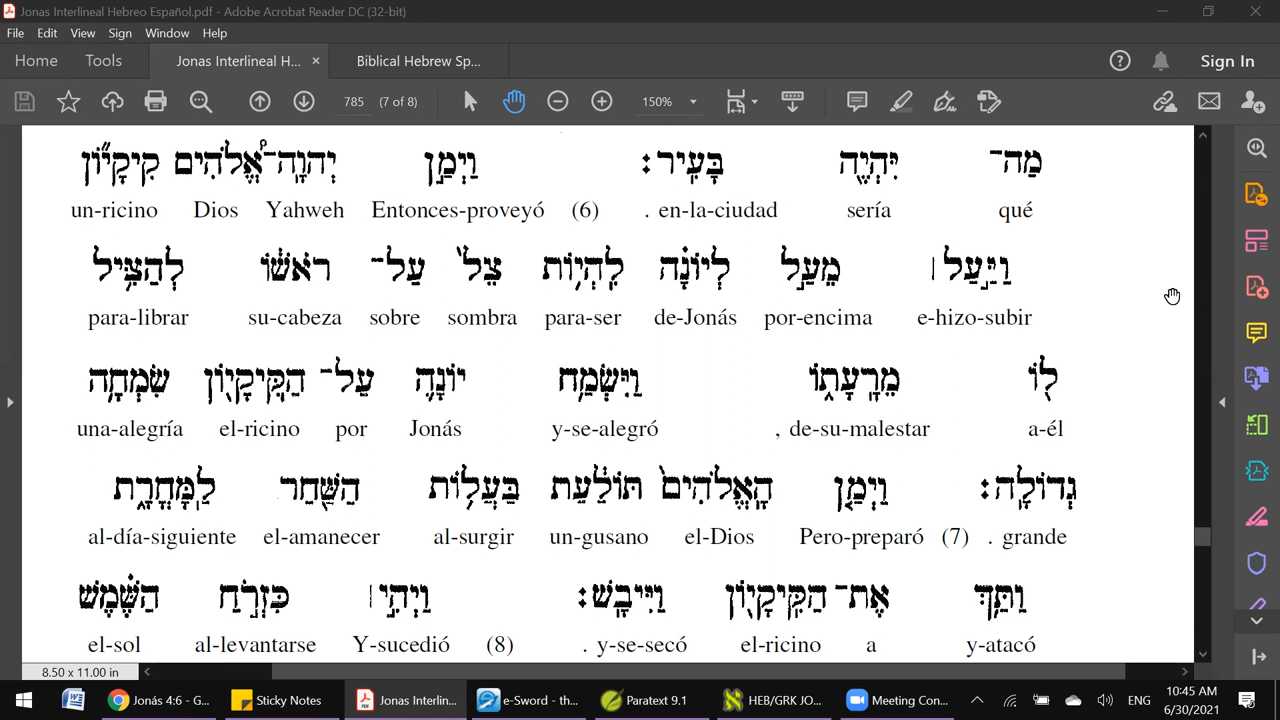 Jonas Interlineal Hebreo Español.pdf - Adobe Acrobat Reader DC (32-bit)
File Edit View Sign Window Help
Home Tools Jonas Interlineal H... × Biblical Hebrew Sp... Sign In
785 (7 of 8) 150%
מַה־ יִּהְיֶ֖ה בָּעִֽיר׃ וַיְמַ֣ן יְהוָֽה־אֱ֠לֹהִים קִיקָי֞וֹן
qué sería en-la-ciudad . (6) Entonces-proveyó Yahweh Dios un-ricino
וַיַּ֣עַל ׀ מֵעַ֣ל לְיוֹנָ֗ה לִֽהְי֥וֹת צֵל֙ עַל־ רֹאשׁ֔וֹ לְהַצִּ֥יל
e-hizo-subir por-encima de-Jonás para-ser sombra sobre su-cabeza para-librar
ל֖וֹ מֵרָֽעָת֑וֹ וַיִּשְׂמַ֥ח יוֹנָ֛ה עַל־ הַקִּֽיקָי֖וֹן שִׂמְחָ֥ה
a-él de-su-malestar , y-se-alegró Jonás por el-ricino una-alegría
גְדוֹלָֽה׃ וַיְמַ֤ן הָֽאֱלֹהִים֙ תּוֹלַ֔עַת בַּעֲל֥וֹת הַשַּׁ֖חַר לַֽמָּחֳרָ֑ת
grande . (7) Pero-preparó el-Dios un-gusano al-surgir el-amanecer al-día-siguiente
וַתַּ֥ךְ אֶת־ הַקִּֽיקָי֖וֹן וַיִּיבָֽשׁ׃ וַיְהִ֣י ׀ כִּזְרֹ֣חַ הַשֶּׁ֗מֶשׁ
y-atacó a el-ricino y-se-secó . (8) Y-sucedió al-levantarse el-sol
8.50 x 11.00 in
Jonás 4:6 - G... Sticky Notes Jonas Interlin... e-Sword - th... Paratext 9.1 HEB/GRK JO... Meeting Con... ENG 10:45 AM
6/30/2021